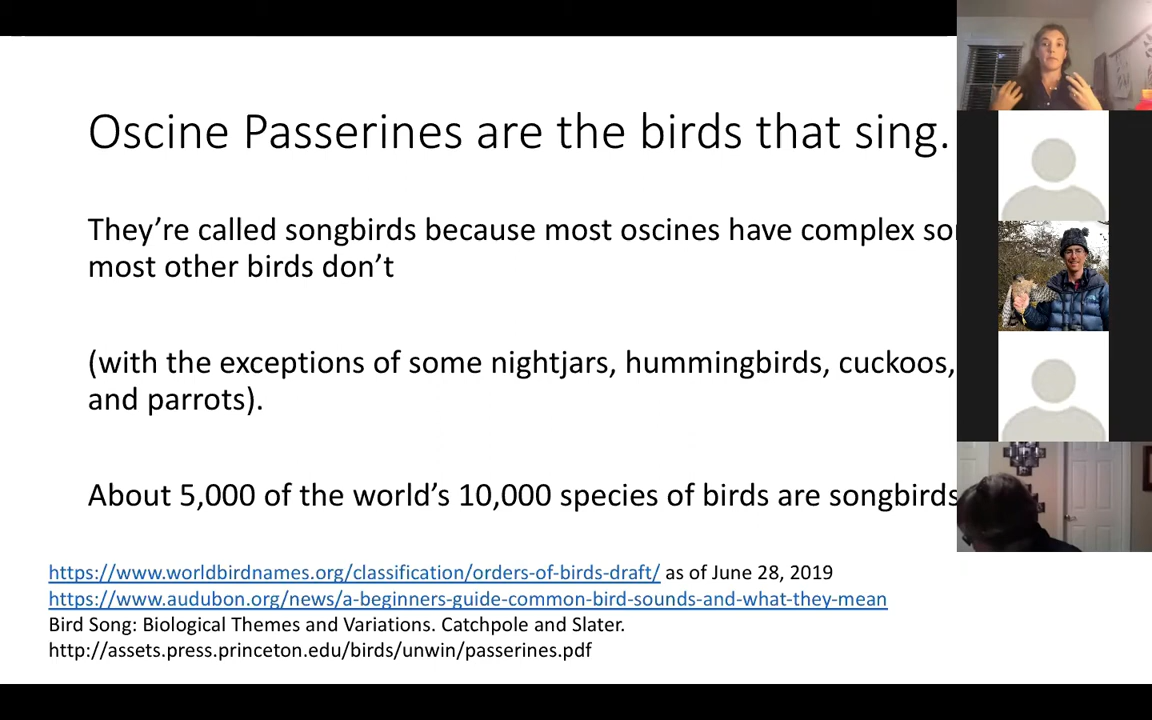 Oscine Passerines are the birds that sing.
They’re called songbirds because most oscines have complex
most other birds don’t
(with the exceptions of some nightjars, hummingbirds, cuckoos,
and parrots).
About 5,000 of the world’s 10,000 species of birds are songbirds
https://www.worldbirdnames.org/classification/orders-of-birds-draft/ as of June 28, 2019
https://www.audubon.org/news/a-beginners-guide-common-bird-sounds-and-what-they-mean
Bird Song: Biological Themes and Variations. Catchpole and Slater.
http://assets.press.princeton.edu/birds/unwin/passerines.pdf